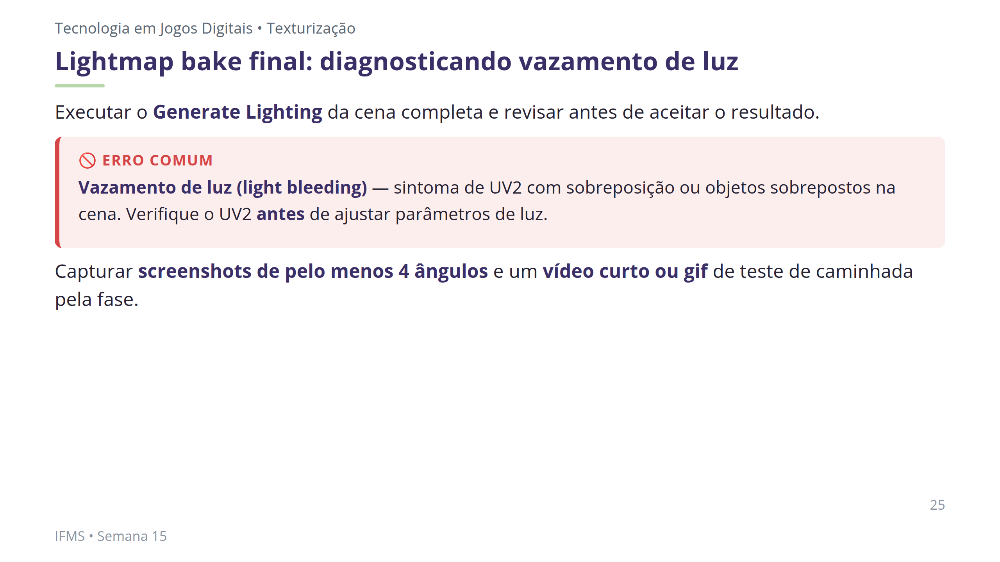 Tecnologia em Jogos Digitais • Texturização
Lightmap bake final: diagnosticando vazamento de luz
Executar o Generate Lighting da cena completa e revisar antes de aceitar o resultado.
🚫 ERRO COMUM
Vazamento de luz (light bleeding) — sintoma de UV2 com sobreposição ou objetos sobrepostos na
cena. Verifique o UV2 antes de ajustar parâmetros de luz.
Capturar screenshots de pelo menos 4 ângulos e um vídeo curto ou gif de teste de caminhada
pela fase.
25
IFMS • Semana 15